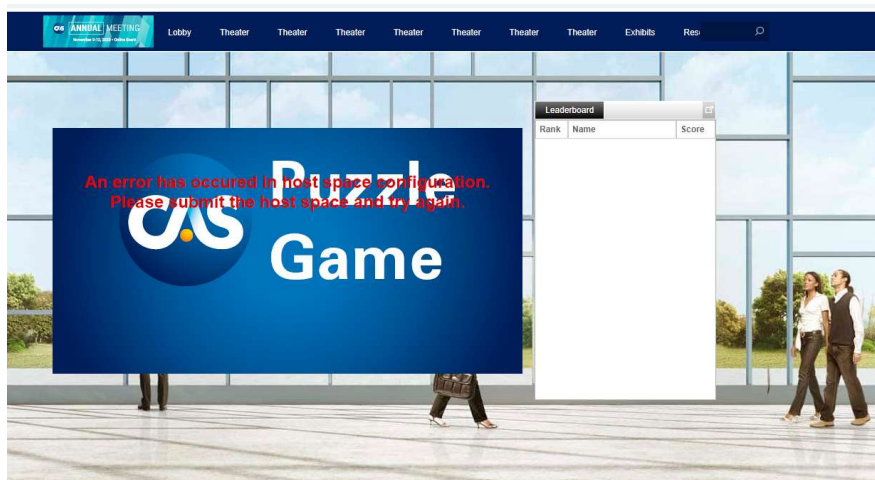 CAS ANNUAL MEETING
Lobby Theater Theater Theater Theater Theater Theater Theater Exhibits Res
Leaderboard
Rank Name Score
Puzzle
An error has occured in host space configuration.
Please submit the host space and try again.
CAS
Game